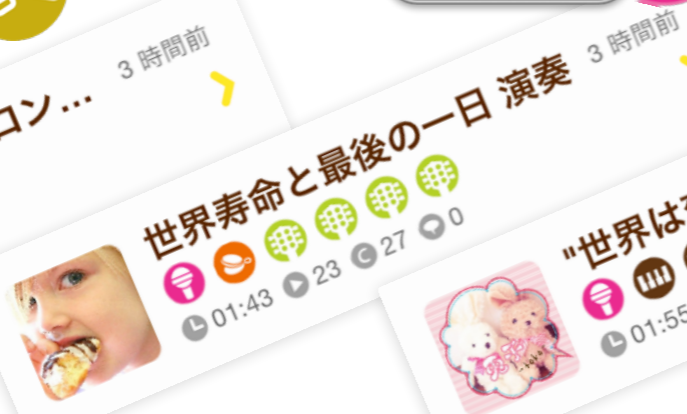 3 時間前
コン...
3 時間前
世界寿命と最後の一日 演奏
01:43 23 27 0
"世界は
01:55